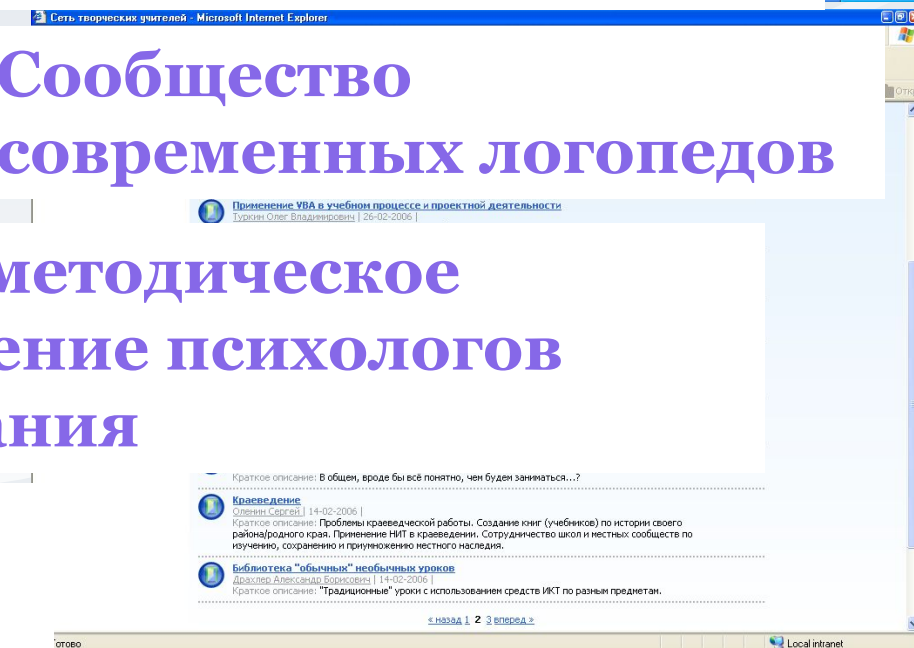 Сеть творческих учителей - Microsoft Internet Explorer
Сообщество
современных логопедов
Применение VBA в учебном процессе и проектной деятельности
Туркин Олег Владимирович | 26-02-2006 |
методическое
ение психологов
ания
Краткое описание: В общем, вроде бы всё понятно, чем будем заниматься...?
Краеведение
Оленин Сергей | 14-02-2006 |
Краткое описание: Проблемы краеведческой работы. Создание книг (учебников) по истории своего
района/родного края. Применение НИТ в краеведении. Сотрудничество школ и местных сообществ по
изучению, сохранению и приумножению местного наследия.
Библиотека "обычных" необычных уроков
Драхлер Александр Борисович | 14-02-2006 |
Краткое описание: "Традиционные" уроки с использованием средств ИКТ по разным предметам.
« назад 1 2 3 вперед »
отово
Local intranet